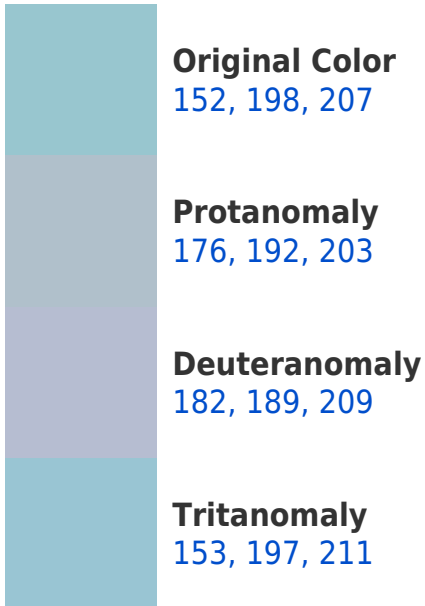 Original Color
152, 198, 207
Protanomaly
176, 192, 203
Deuteranomaly
182, 189, 209
Tritanomaly
153, 197, 211